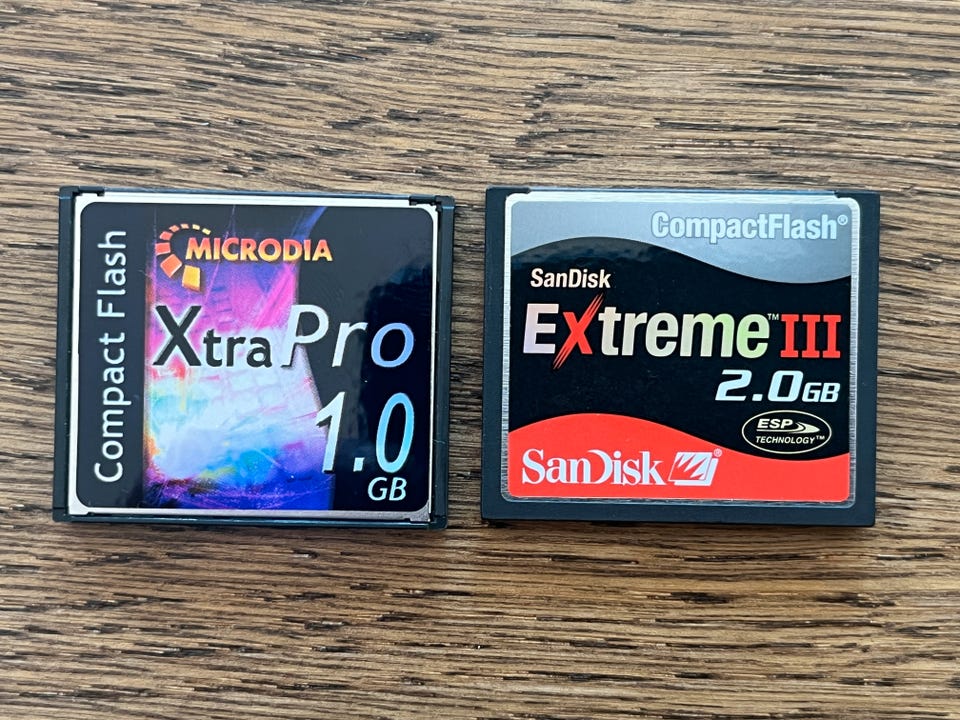 Compact Flash
MICRODIA
XtraPro
1.0
GB
CompactFlash®
SanDisk
Extreme™ III
2.0GB
ESP
TECHNOLOGY™
SanDisk®